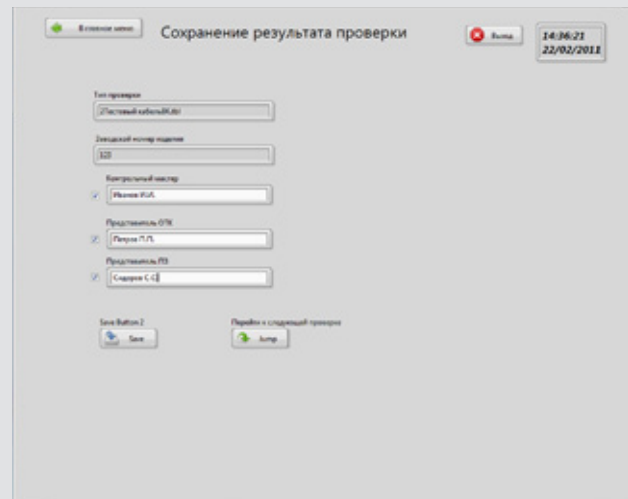 В главное меню
Сохранение результата проверки
Выход
14:36:21
22/02/2011
Тип проверки
Заводской номер изделия
123
Контрольный мастер
Иванов И.И.
Представитель ОТК
Петров П.П.
Представитель ПЗ
Сидоров С.С
Save Button 2
Перейти к следующей проверке
Save
Jump